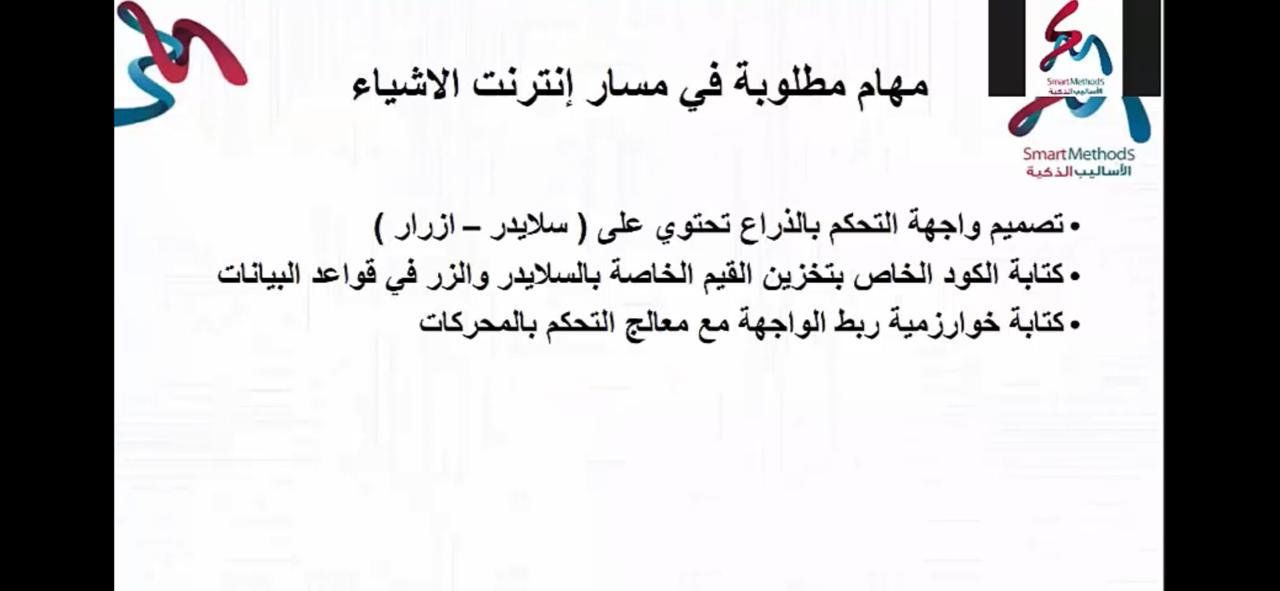 SmartMethodS
الأساليب الذكية
مهام مطلوبة في مسار إنترنت الاشياء
SmartMethodS
الأساليب الذكية
• تصميم واجهة التحكم بالذراع تحتوي على ( سلايدر – ازرار )
• كتابة الكود الخاص بتخزين القيم الخاصة بالسلايدر والزر في قواعد البيانات
• كتابة خوارزمية ربط الواجهة مع معالج التحكم بالمحركات